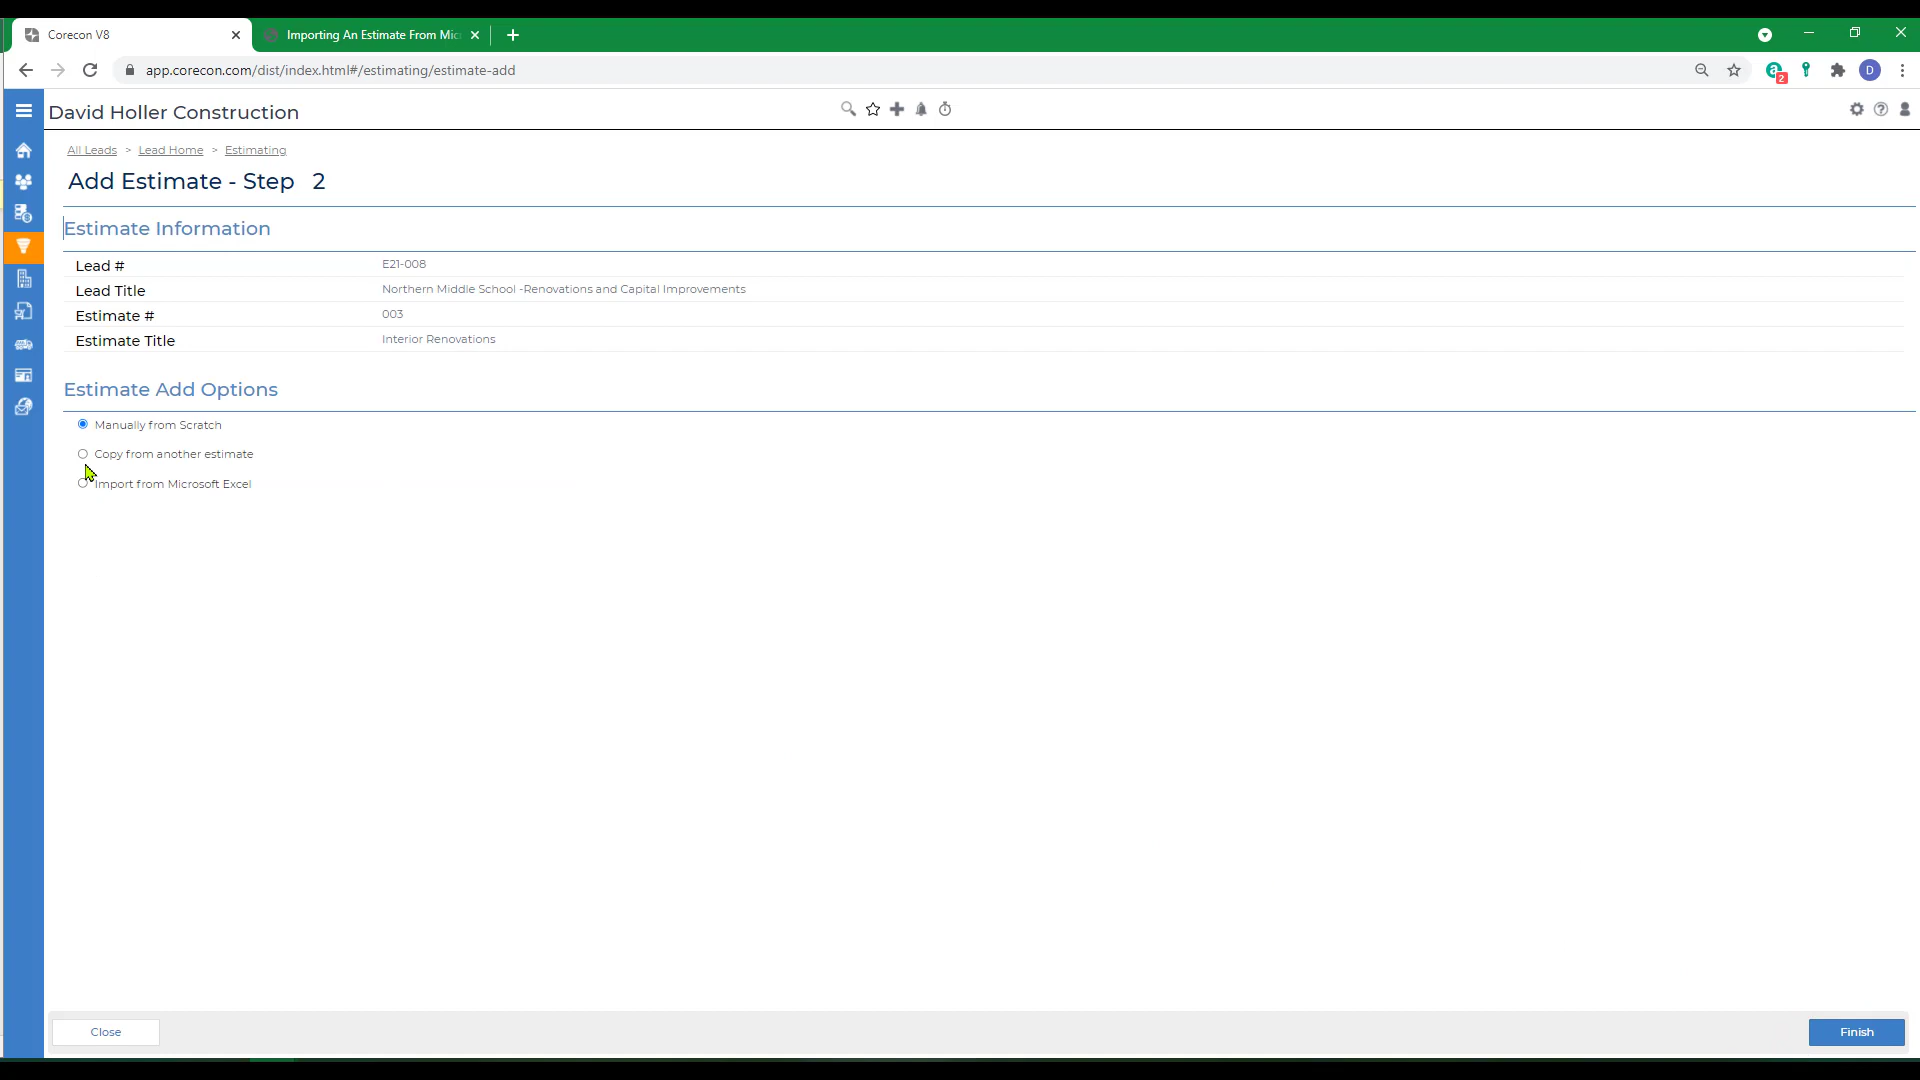 Corecon V8
Importing An Estimate From Mic
app.corecon.com/dist/index.html#/estimating/estimate-add
a
2
D
David Holler Construction
All Leads > Lead Home > Estimating
Add Estimate - Step 2
Estimate Information
Lead # E21-008
Lead Title Northern Middle School -Renovations and Capital Improvements
Estimate # 003
Estimate Title Interior Renovations
Estimate Add Options
Manually from Scratch
Copy from another estimate
Import from Microsoft Excel
Close
Finish